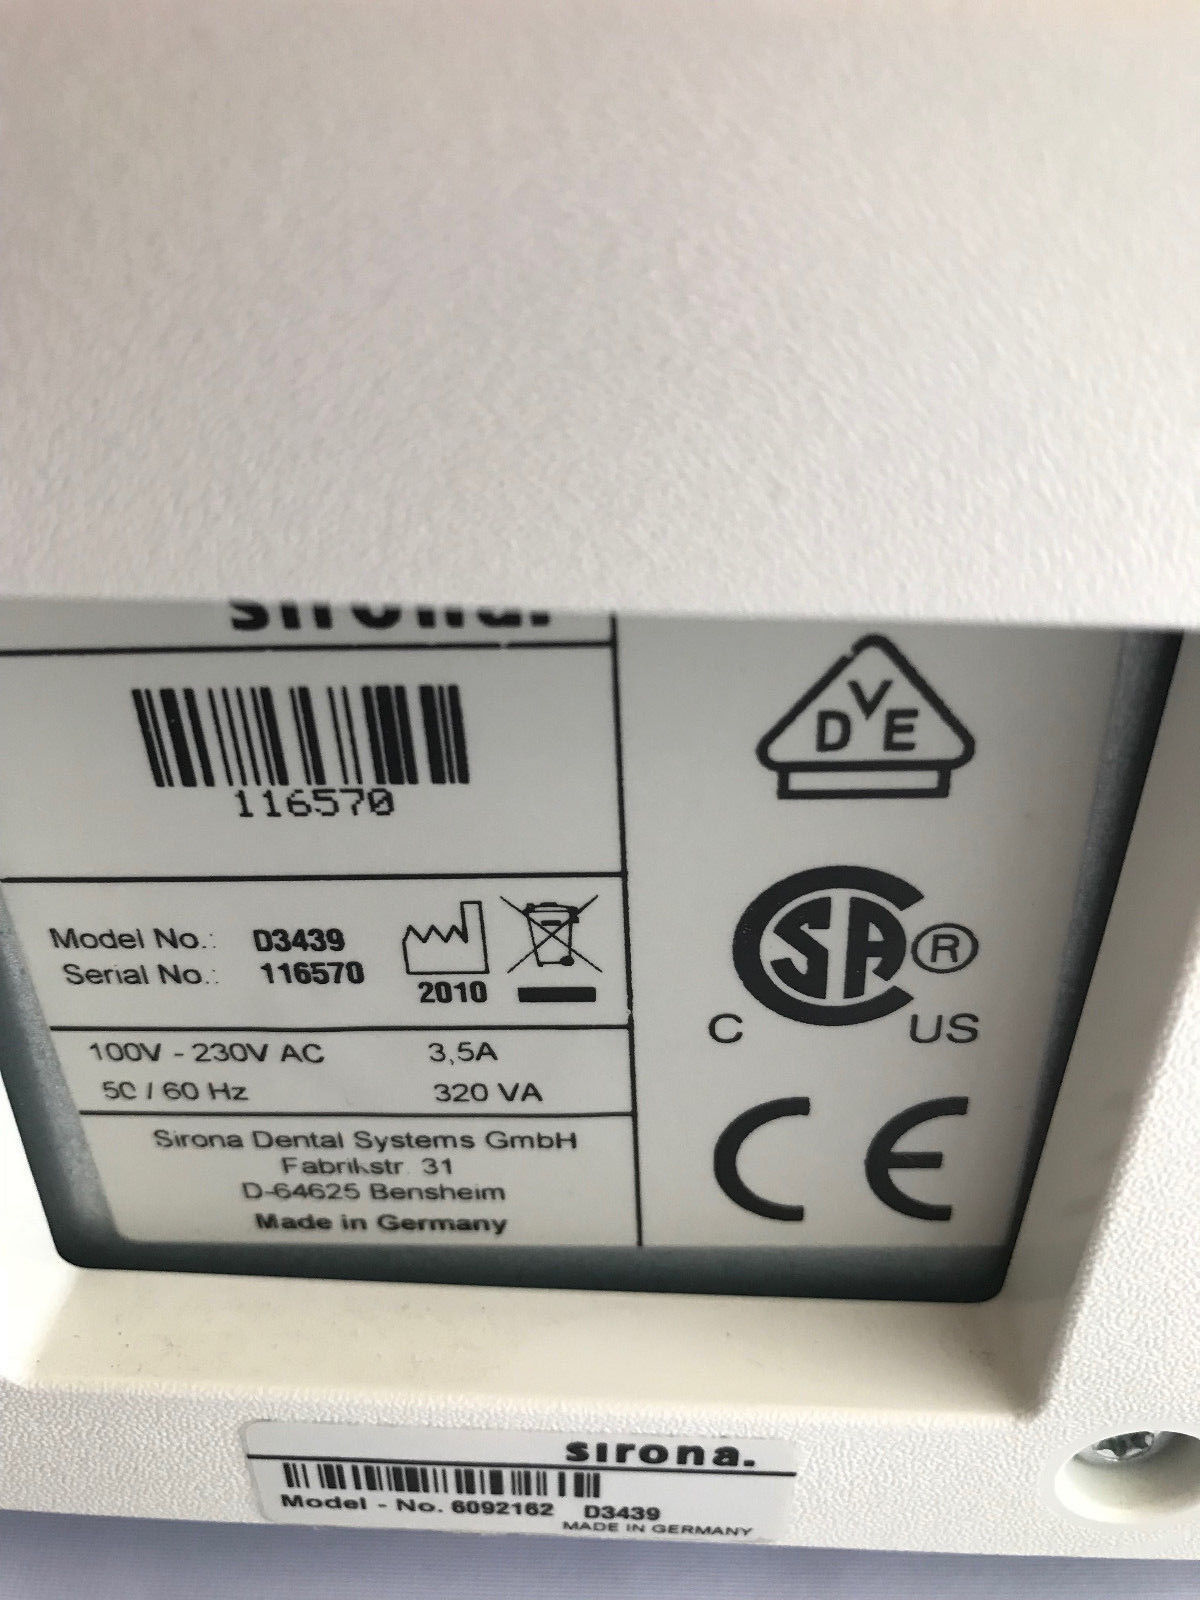 sirona.
116570
Model No.: D3439
Serial No.: 116570
2010
100V - 230V AC 3,5A
50 / 60 Hz 320 VA
Sirona Dental Systems GmbH
Fabrikstr. 31
D-64625 Bensheim
Made in Germany
DVE
CSA ®
C US
CE
sirona.
Model - No. 6092162 D3439
MADE IN GERMANY